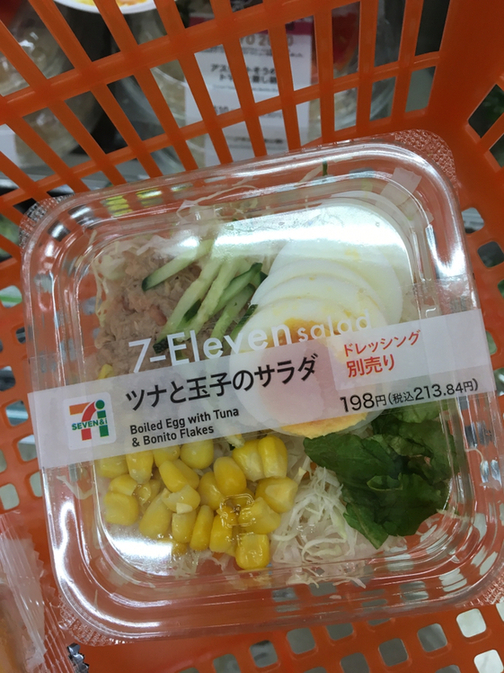 7-Eleven salad
ツナと玉子のサラダ
ドレッシング
別売り
198円(税込213.84円)
SEVEN&i
Boiled Egg with Tuna
& Bonito Flakes